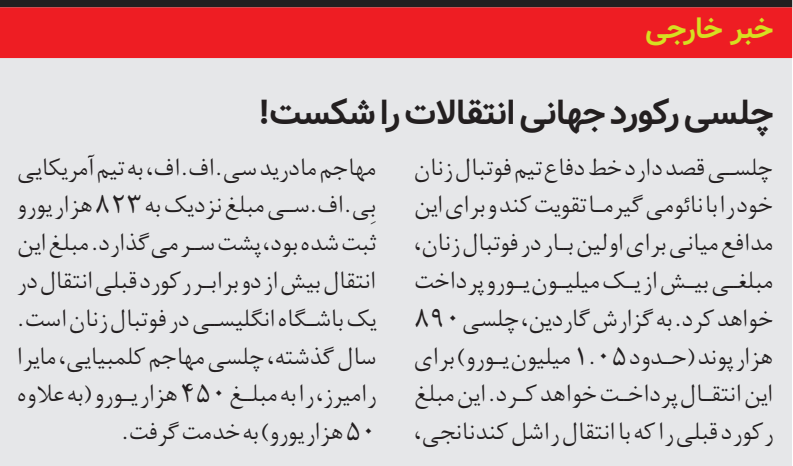 خبر خارجی
چلسی رکورد جهانی انتقالات را شکست!
چلسی قصد دارد خط دفاع تیم فوتبال زنان
خود را با نائومی گیرما تقویت کند و برای این
مدافع میانی برای اولین بار در فوتبال زنان،
مبلغی بیش از یک میلیون یورو پرداخت
خواهد کرد. به گزارش گاردین، چلسی ۸۹۰
هزار پوند (حدود ۱.۰۵ میلیون یورو) برای
این انتقال پرداخت خواهد کرد. این مبلغ
رکورد قبلی را که با انتقال راشل کندنانجی،
مهاجم مادرید سی.اف.اف، به تیم آمریکایی
بِی.اف.سی مبلغ نزدیک به ۸۲۳ هزار یورو
ثبت شده بود، پشت سر می گذارد. مبلغ این
انتقال بیش از دو برابر رکورد قبلی انتقال در
یک باشگاه انگلیسی در فوتبال زنان است.
سال گذشته، چلسی مهاجم کلمبیایی، مایرا
رامیرز، را به مبلغ ۴۵۰ هزار یورو (به علاوه
۵۰ هزار یورو) به خدمت گرفت.